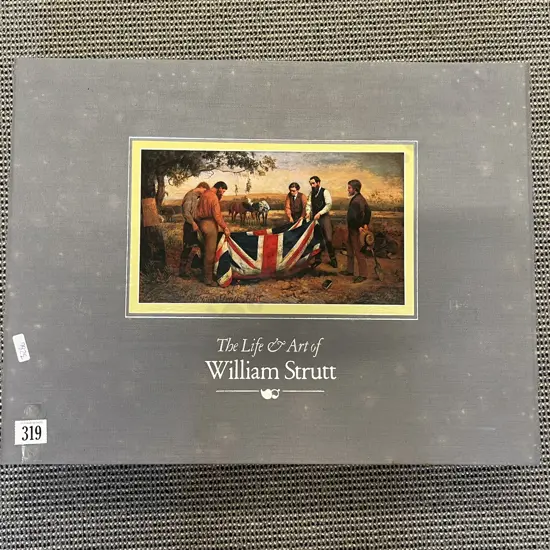 The Life & Art of
William Strutt
319